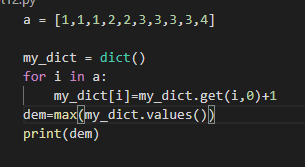 t2.py
a = [1,1,1,2,2,3,3,3,3,4]
my_dict = dict()
for i in a:
    my_dict[i]=my_dict.get(i,0)+1
dem=max(my_dict.values())
print(dem)